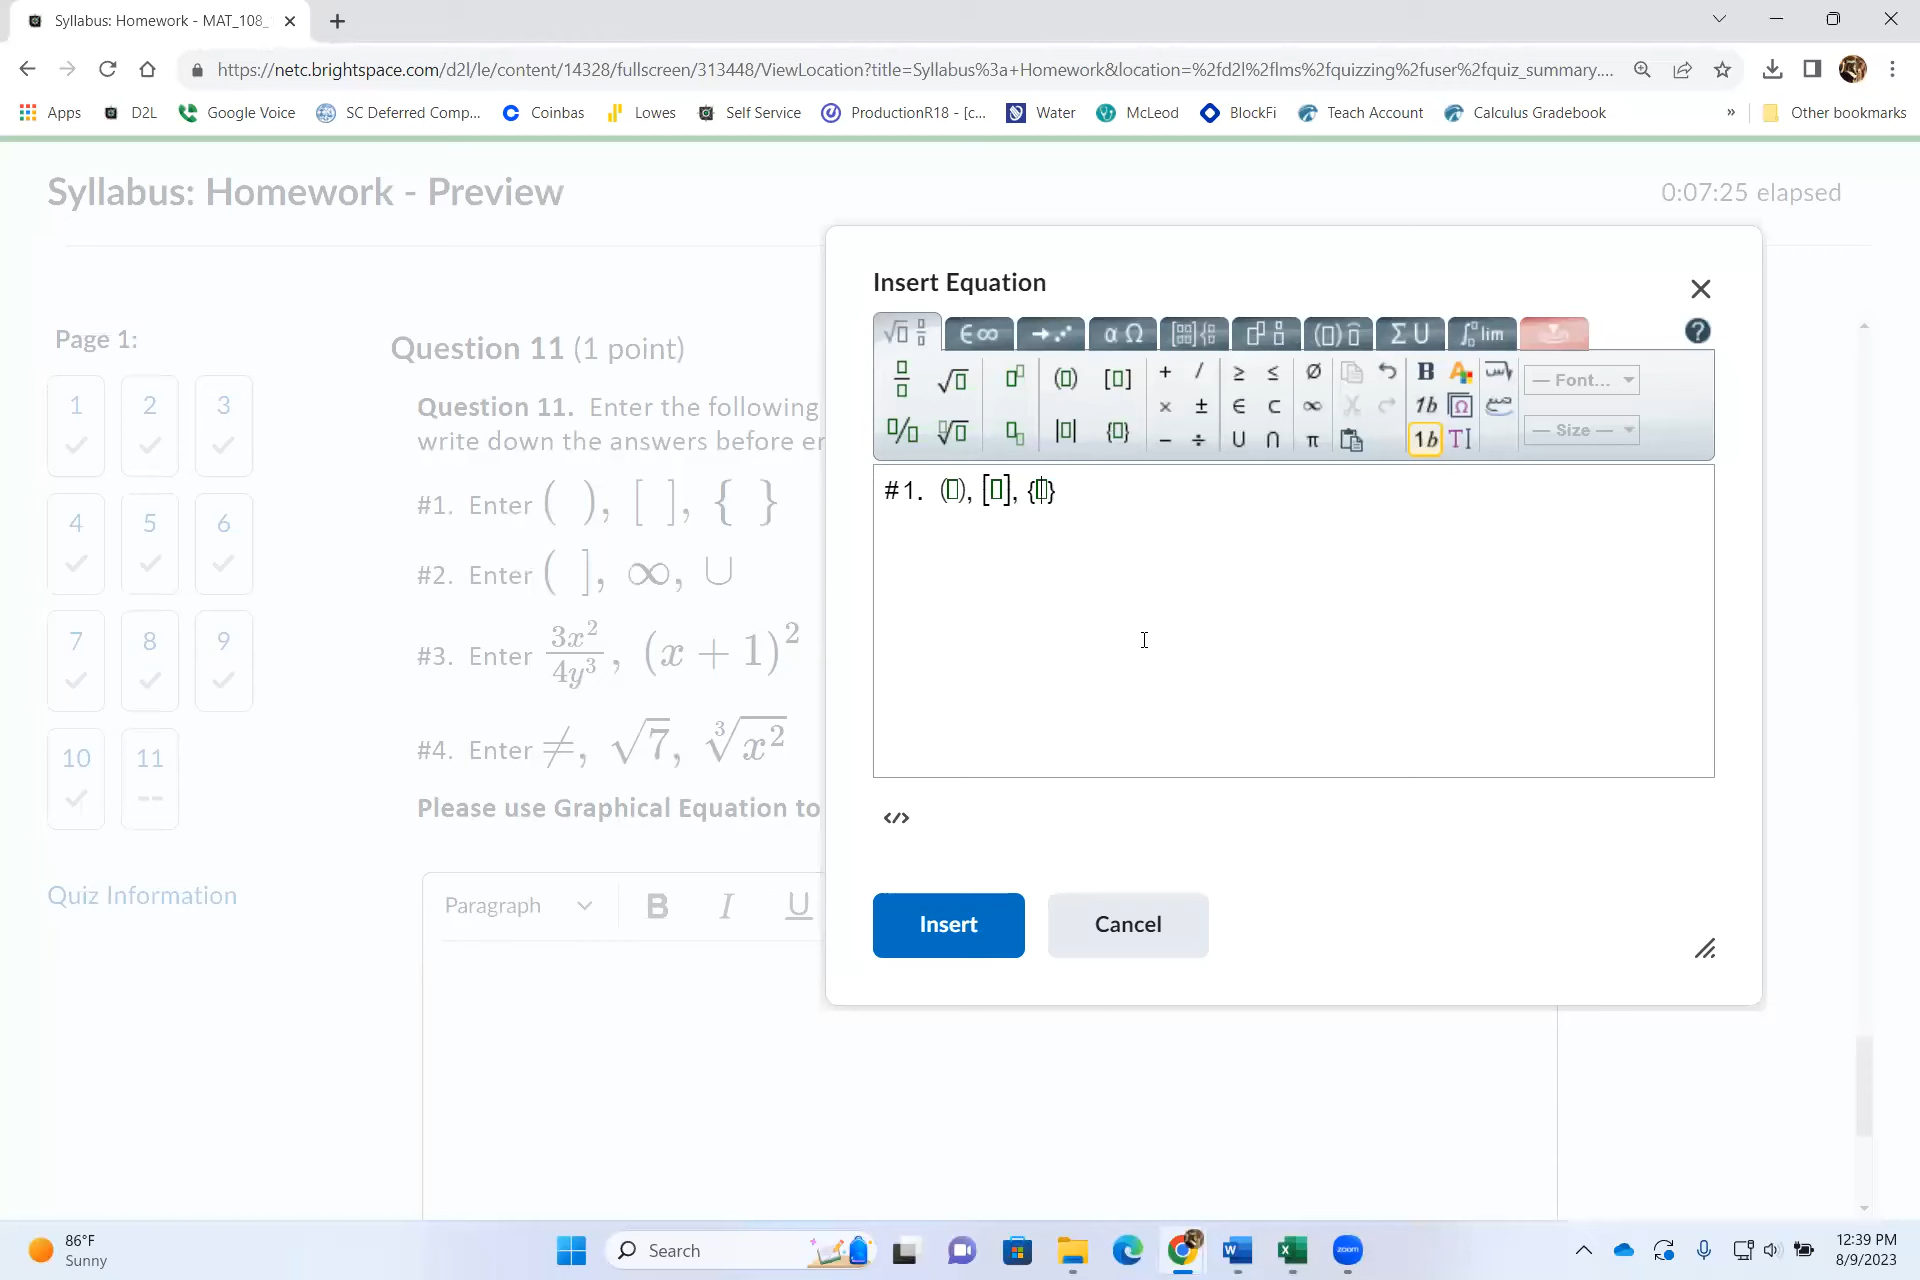 Syllabus: Homework - MAT_108_
https://netc.brightspace.com/d2l/le/content/14328/fullscreen/313448/ViewLocation?title=Syllabus%3a+Homework&location=%2fd2l%2flms%2fquizzing%2fuser%2fquiz_summary....
Apps D2L Google Voice SC Deferred Comp... Coinbas Lowes Self Service ProductionR18 - [c... Water McLeod BlockFi Teach Account Calculus Gradebook » Other bookmarks
Syllabus: Homework - Preview
0:07:25 elapsed
Page 1:
1 2 3
4 5 6
7 8 9
10 11
--
Quiz Information
Question 11 (1 point)
Question 11. Enter the following
write down the answers before er
#1. Enter ( ), [ ], { }
#2. Enter ( ], ∞, ∪
#3. Enter 3x²/4y³, (x + 1)²
#4. Enter ≠, √7, ∛x²
Please use Graphical Equation to
Paragraph B I U
Insert Equation
√▯ ▯/▯ ∈∞ → ⋰ α Ω (▯) Σ U ∫ lim
+ / ≥ ≤ Ø B — Font...
× ± ∈ ⊂ ∞ 1b Ω
− ÷ ∪ ∩ π 1b TI — Size —
#1. (▯), [▯], {▯}
</>
Insert Cancel
86°F
Sunny
Search
zoom
12:39 PM
8/9/2023